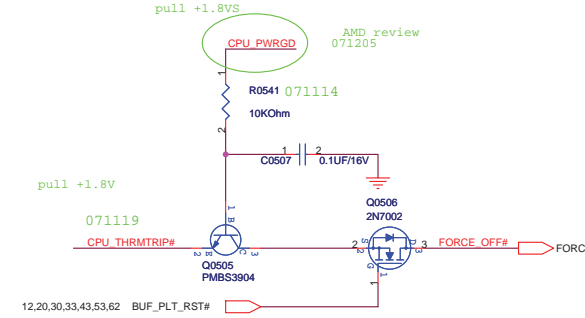 pull +1.8VS
CPU_PWRGD
AMD review
071205
1
R0541 071114
10KOhm
2
1 2
C0507 0.1UF/16V
pull +1.8V
071119
1
B
Q0506
2N7002
CPU_THRMTRIP#
2 E C 3
2 S D 3
FORCE_OFF#
FORC
Q0505
PMBS3904
G
1
12,20,30,33,43,53,62 BUF_PLT_RST#